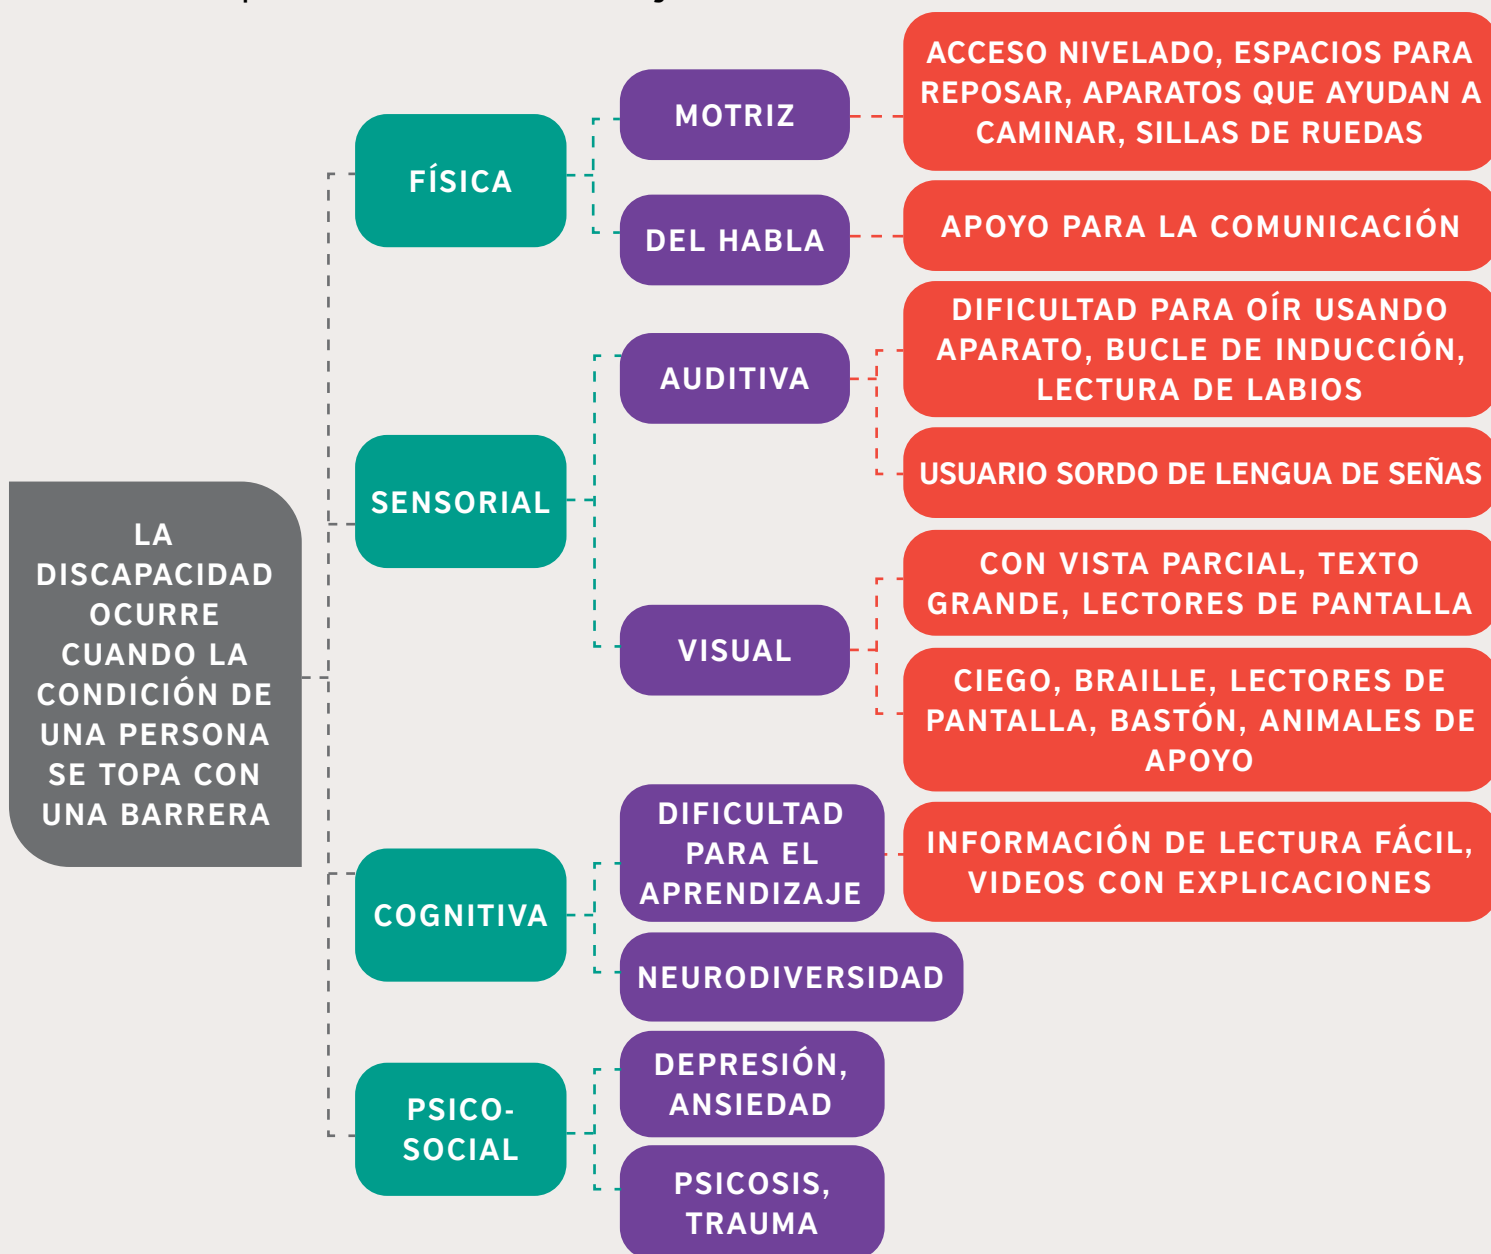 LA
DISCAPACIDAD
OCURRE
CUANDO LA
CONDICIÓN DE
UNA PERSONA
SE TOPA CON
UNA BARRERA
FÍSICA
MOTRIZ
ACCESO NIVELADO, ESPACIOS PARA
REPOSAR, APARATOS QUE AYUDAN A
CAMINAR, SILLAS DE RUEDAS
DEL HABLA
APOYO PARA LA COMUNICACIÓN
SENSORIAL
AUDITIVA
DIFICULTAD PARA OÍR USANDO
APARATO, BUCLE DE INDUCCIÓN,
LECTURA DE LABIOS
USUARIO SORDO DE LENGUA DE SEÑAS
VISUAL
CON VISTA PARCIAL, TEXTO
GRANDE, LECTORES DE PANTALLA
CIEGO, BRAILLE, LECTORES DE
PANTALLA, BASTÓN, ANIMALES DE
APOYO
COGNITIVA
DIFICULTAD
PARA EL
APRENDIZAJE
INFORMACIÓN DE LECTURA FÁCIL,
VIDEOS CON EXPLICACIONES
NEURODIVERSIDAD
PSICO-
SOCIAL
DEPRESIÓN,
ANSIEDAD
PSICOSIS,
TRAUMA